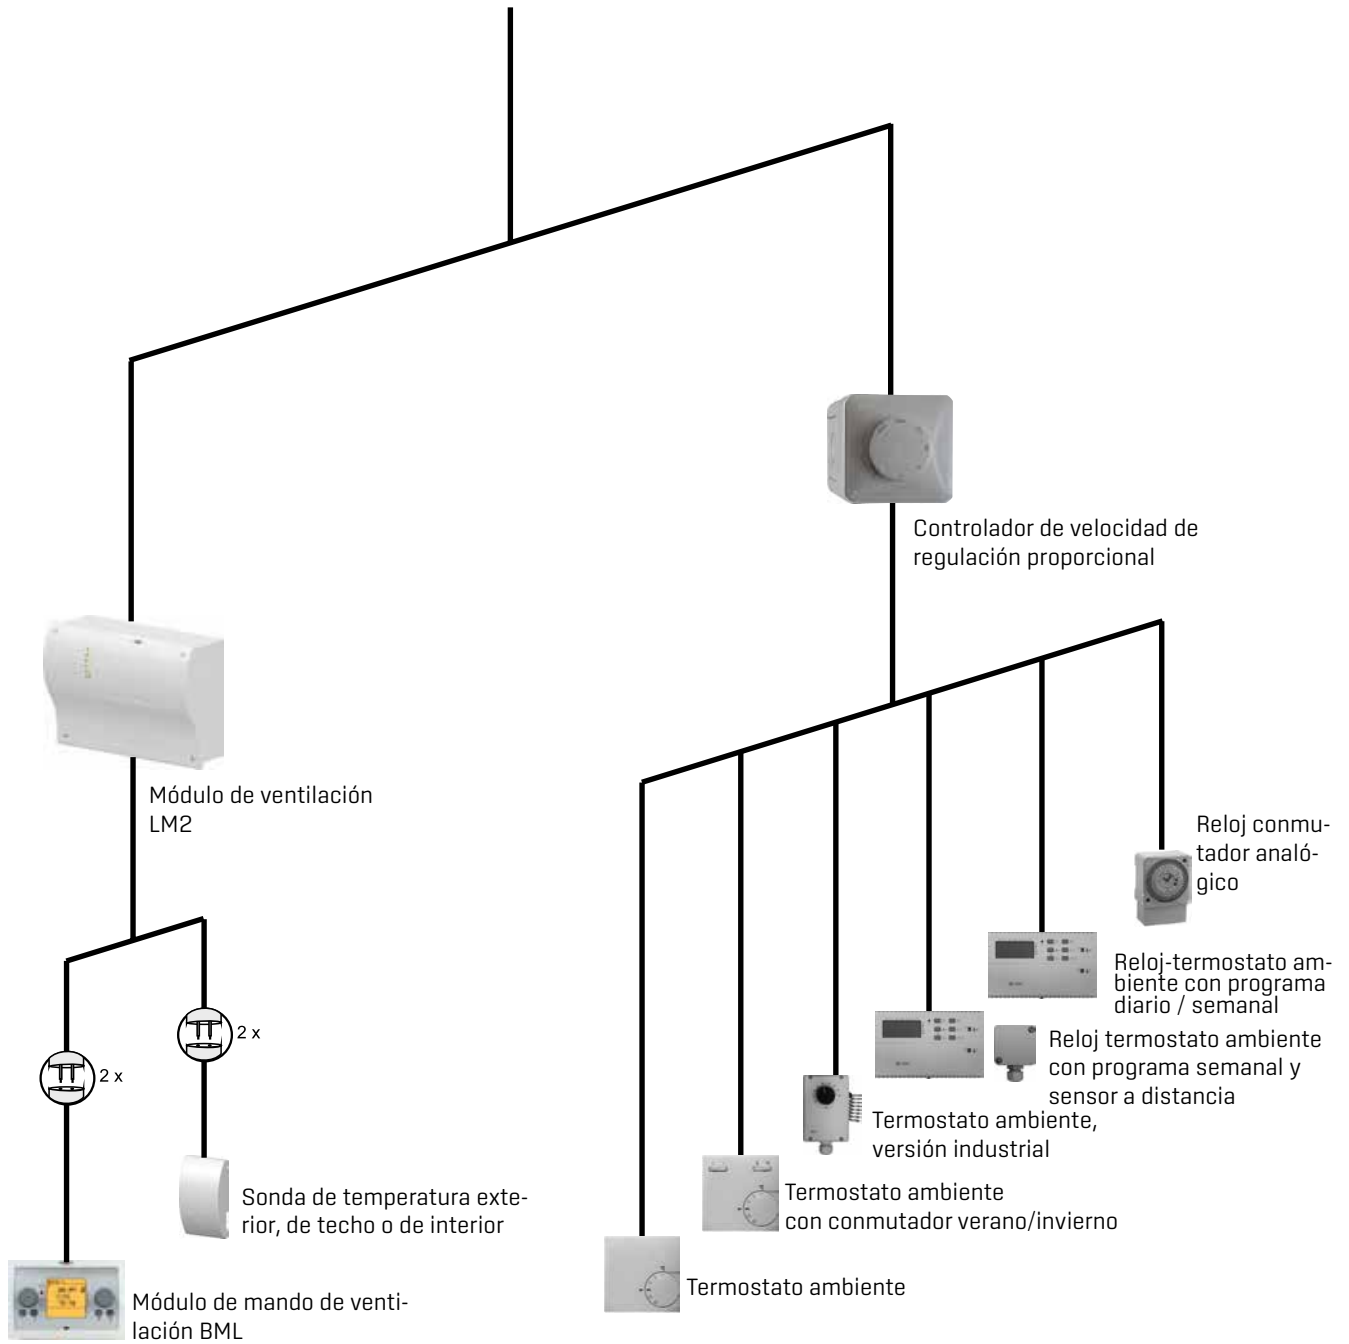 Controlador de velocidad de
regulación proporcional
Módulo de ventilación
LM2
Reloj conmu-
tador analó-
gico
Reloj-termostato am-
biente con programa
diario / semanal
2 x
2 x
Reloj termostato ambiente
con programa semanal y
sensor a distancia
Termostato ambiente,
versión industrial
Sonda de temperatura exte-
rior, de techo o de interior
Termostato ambiente
con conmutador verano/invierno
Termostato ambiente
Módulo de mando de venti-
lación BML